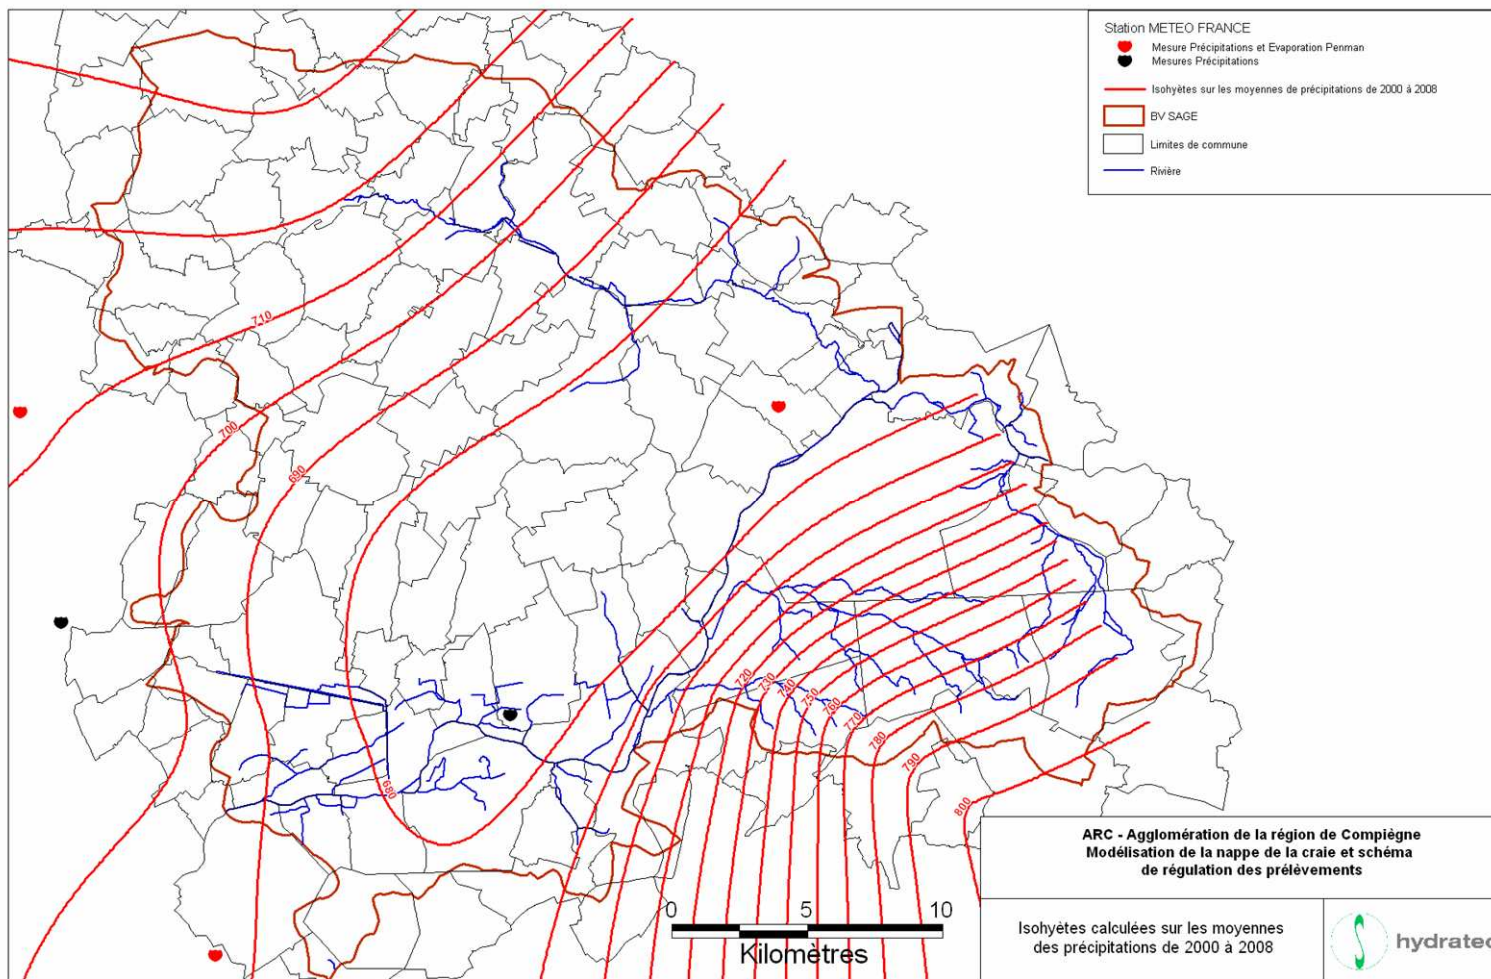 Station METEO FRANCE
Mesure Précipitations et Evaporation Penman
Mesures Précipitations
Isohyètes sur les moyennes de précipitations de 2000 à 2008
BV SAGE
Limites de commune
Rivière
710
700
690
680
720
730
740
750
760
770
780
790
800
0 5 10
Kilomètres
ARC - Agglomération de la région de Compiègne
Modélisation de la nappe de la craie et schéma
de régulation des prélèvements
Isohyètes calculées sur les moyennes
des précipitations de 2000 à 2008
hydratec